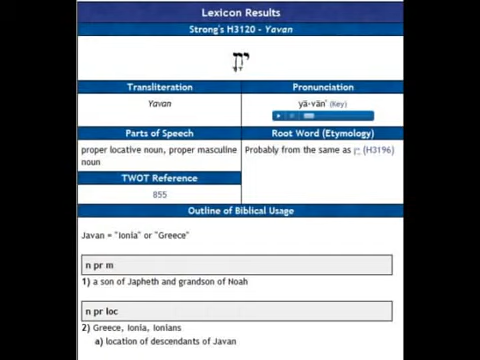 Lexicon Results
Strong's H3120 - Yavan
יָוָן
Transliteration
Pronunciation
Yavan
yä·vän' (Key)
Parts of Speech
Root Word (Etymology)
proper locative noun, proper masculine noun
Probably from the same as יין (H3196)
TWOT Reference
855
Outline of Biblical Usage
Javan = "Ionia" or "Greece"
n pr m
1) a son of Japheth and grandson of Noah
n pr loc
2) Greece, Ionia, Ionians
a) location of descendants of Javan